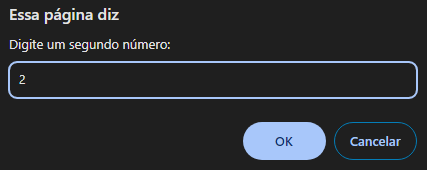 Essa página diz
Digite um segundo número:
2
OK
Cancelar